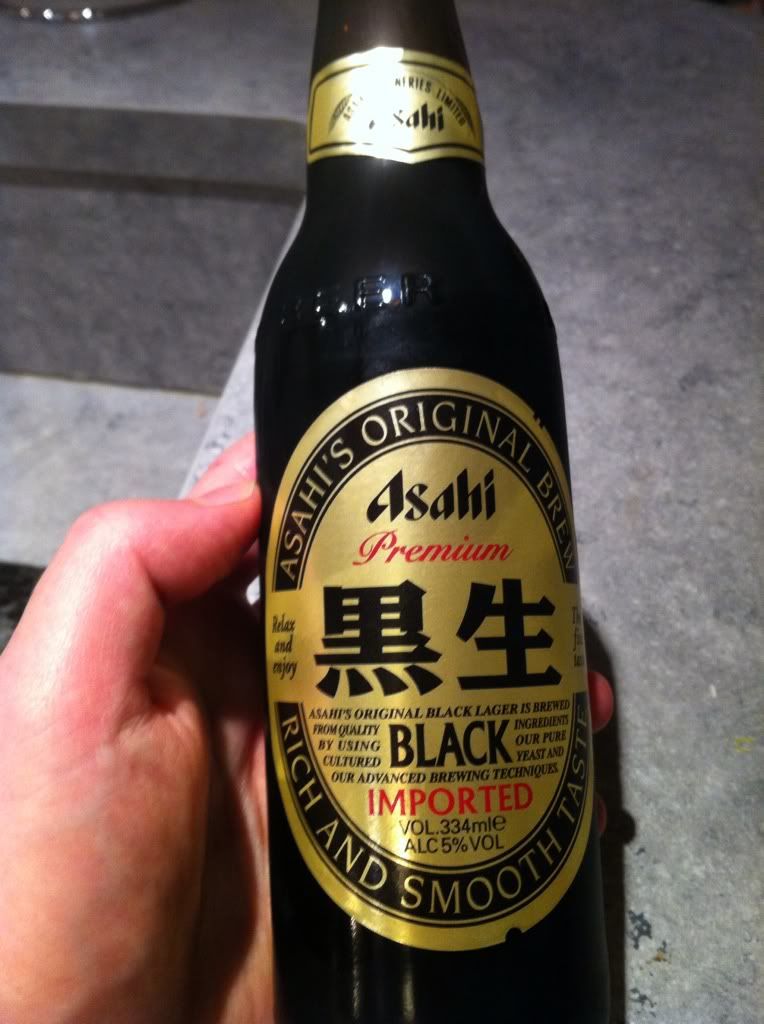 Asahi
BEER
ASAHI'S ORIGINAL BREW
Asahi
Premium
黒生
Relax
and
enjoy
ASAHI'S ORIGINAL BLACK LAGER IS BREWED
FROM QUALITY INGREDIENTS
BY USING BLACK OUR PURE
CULTURED YEAST AND
OUR ADVANCED BREWING TECHNIQUES.
IMPORTED
VOL.334ml℮
ALC 5%VOL
RICH AND SMOOTH TASTE